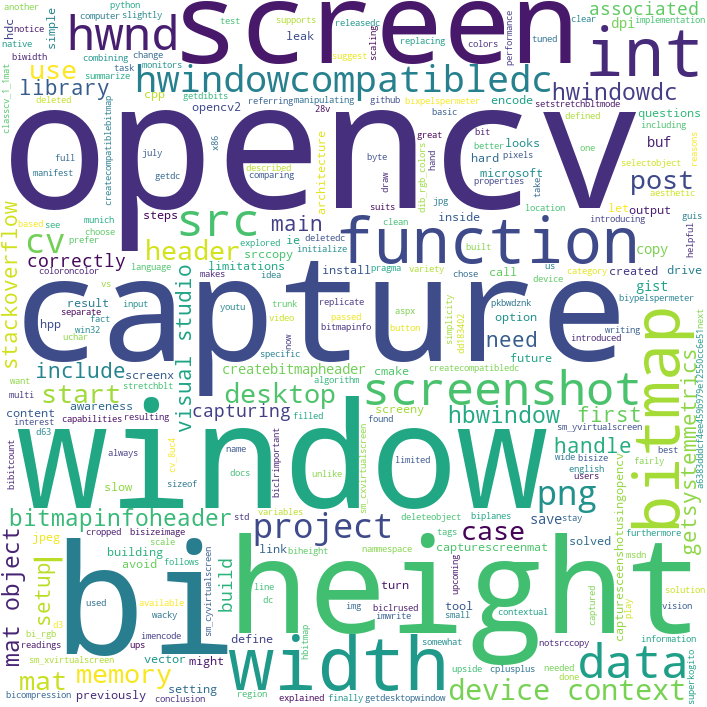 another
python
hdc notice
computer slightly
native
biwidth
simple
test
leak
supports
releasedc
implementation
replacing
scaling
colors
tuned
performance
screen
hwnd
int
associated
dpi
clear
tags
use
combining
monitors
change
task
summarize
getdibits
hwindowcompatibledc
library
deleted
cpp
manipulating
github
bixpelspermeter
suggest
setstretchbltmode
hwindowdc
opencv2
28v
referring
encode
defined
basic
questions
including
classcv_1_1mat
createcompatiblebitmap
full
july
x86
getdc
manifest
opencv
architecture
described
comparing
byte
great
bit
hand
draw
suits
dib_rgb_colors
better
looks
hard
pixels
jpg
properties
take
microsoft
buf
selectobject
one
let
post
output
reasons
aesthetic
location
introducing
guis
stackoverflow
based
munich
see
choose
prefer
steps
src
main
cv
header
inside
deletedc
explored
ie
initialize
limitations
clean
built
function
language
correctly
coloroncolor
vs
makes
srccopy
install
pragma
variety
category
us
device
call
created
copy
drive
helpful
idea
trunk
youtu
replicate
aspx
chose
pkbwdznk
biypelspermeter
gist
result
separate
limitations
hpp
fact
input
uchar
win32
video
passed
button
now
bitmapinfo
simplicity
dd183402
option
future
writing
introduced
capture
need
include
visual studio
screenx
multi
want
specific
stretchblt
createbitmapheader
algorithm
cmake
createcompatibledc
next
bitmap
start
desktop
screenshot
content
interest
awareness
d63
capabilities
resulting
always
filled
found
capturing
screeny
hbwindow
first
sm_yvirtualscreen
handle
bisize
english
users
wide
best
name
docs
unlike
limited
bibitcount
slow
sizeof
cv_8uc4
sm_xvirtualscreen
window
png
getsystemmetrics
capturesceenshotusingopencv
std
variables
deleteobject
biplanes
tags
bitmapinfoheader
project
case
save
stay
fairly
msdn
biclrimportant
jpeg
cropped
bisizeimage
nammespace
furthermore
link
capturescreenmat
solved
building
follows
biheight
mat object
setup
avoid
scale
build
line
dc
turn
tool
upcoming
available
sm_cyvirtualscreen
bi
height
bi_rgb
used
wacky
define
img
biclrused
imwrite
small
contextual
captured
play
solution
vision
readings
d3
imencode
vector
might
hbitmap
notsrccopy
somewhat
upside
cplusplus
needed
done
information
superkogito
mat
memory
ups
setting
region
width
data
bicompression
previously
conclusion
explained
finally
getdesktopwindow
device context